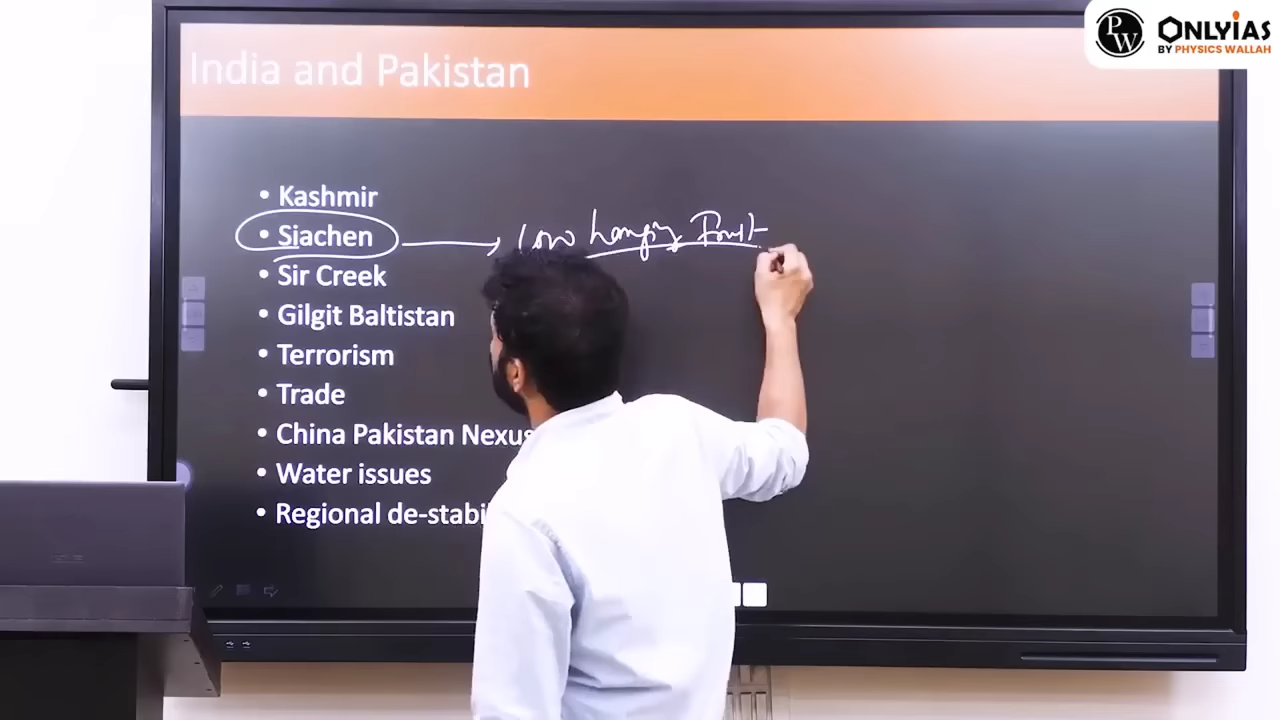 PW ONLYIAS
BY PHYSICS WALLAH
India and Pakistan
• Kashmir
• Siachen → Low hanging Fruit
• Sir Creek
• Gilgit Baltistan
• Terrorism
• Trade
• China Pakistan Nexus
• Water issues
• Regional de-stabi